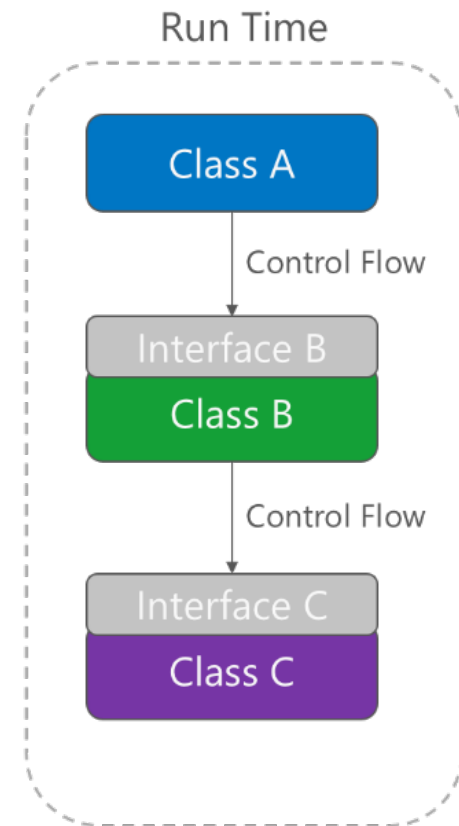 Run Time
Class A
Control Flow
Interface B
Class B
Control Flow
Interface C
Class C